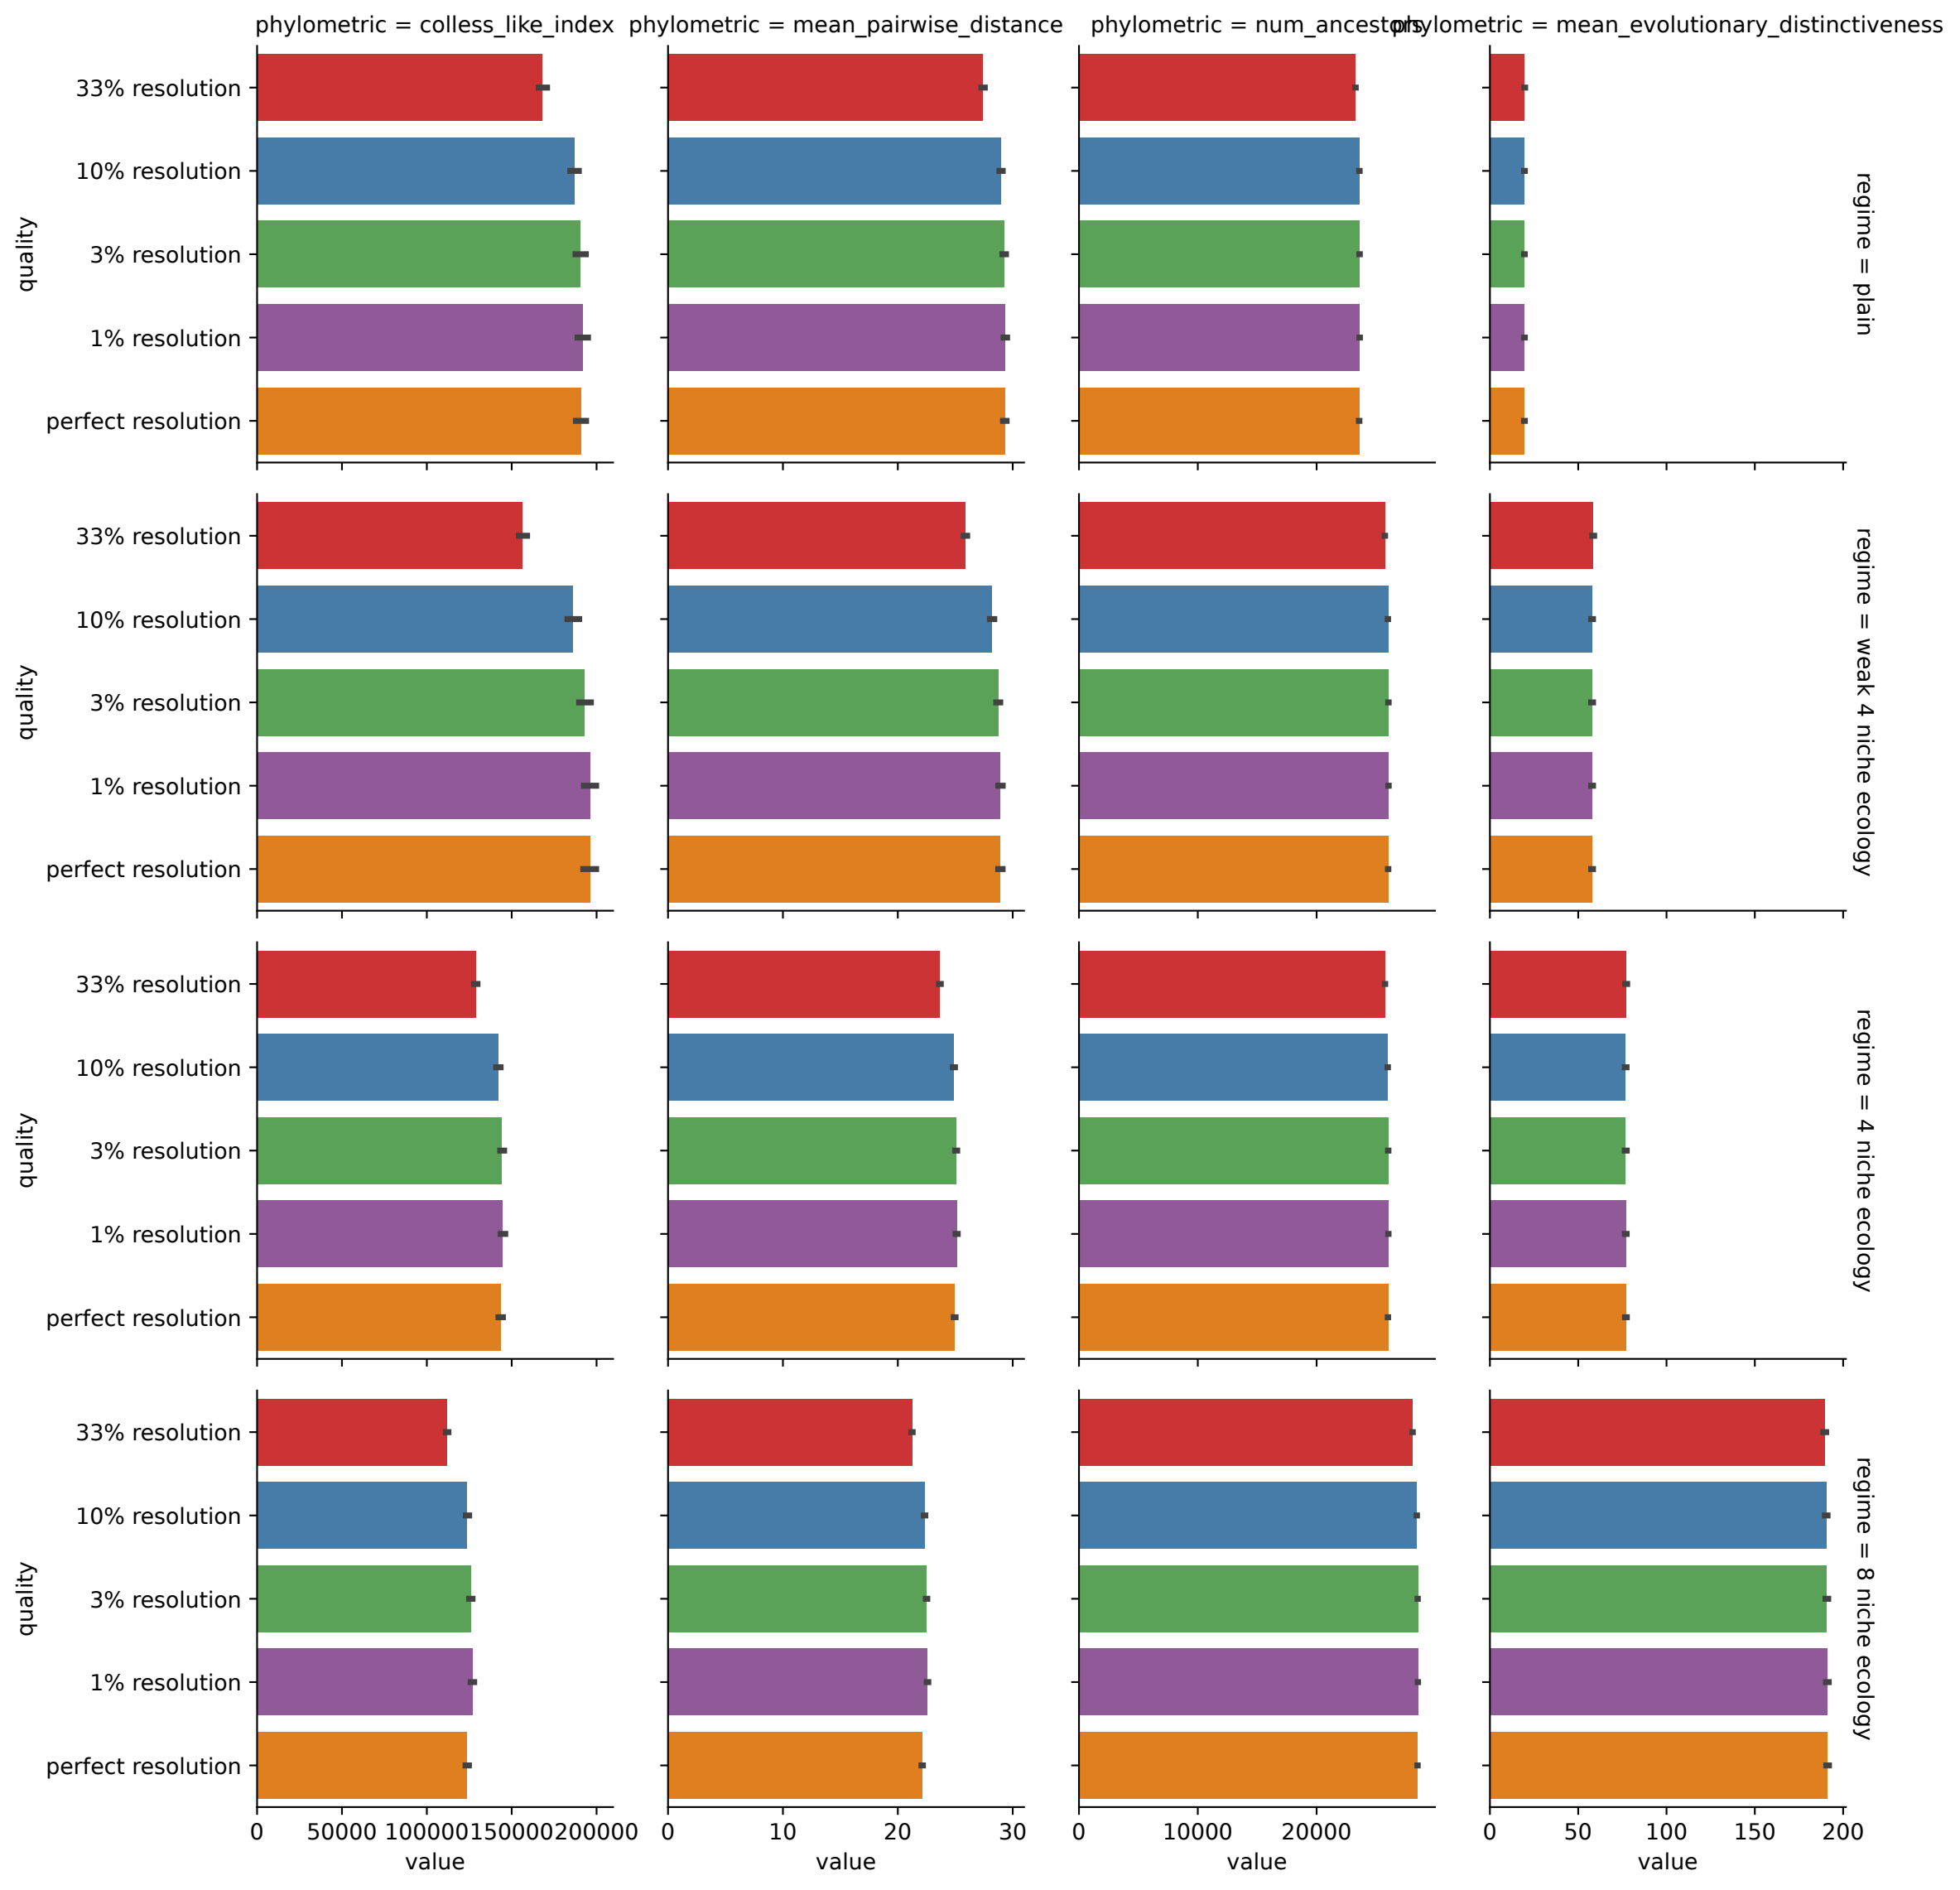 phylometric = colless_like_index
phylometric = mean_pairwise_distance
phylometric = num_ancestors
phylometric = mean_evolutionary_distinctiveness
quality
33% resolution
10% resolution
3% resolution
1% resolution
perfect resolution
regime = plain
quality
33% resolution
10% resolution
3% resolution
1% resolution
perfect resolution
regime = weak 4 niche ecology
quality
33% resolution
10% resolution
3% resolution
1% resolution
perfect resolution
regime = 4 niche ecology
quality
33% resolution
10% resolution
3% resolution
1% resolution
perfect resolution
regime = 8 niche ecology
0 50000 100000 150000 200000
value
0 10 20 30
value
0 10000 20000
value
0 50 100 150 200
value